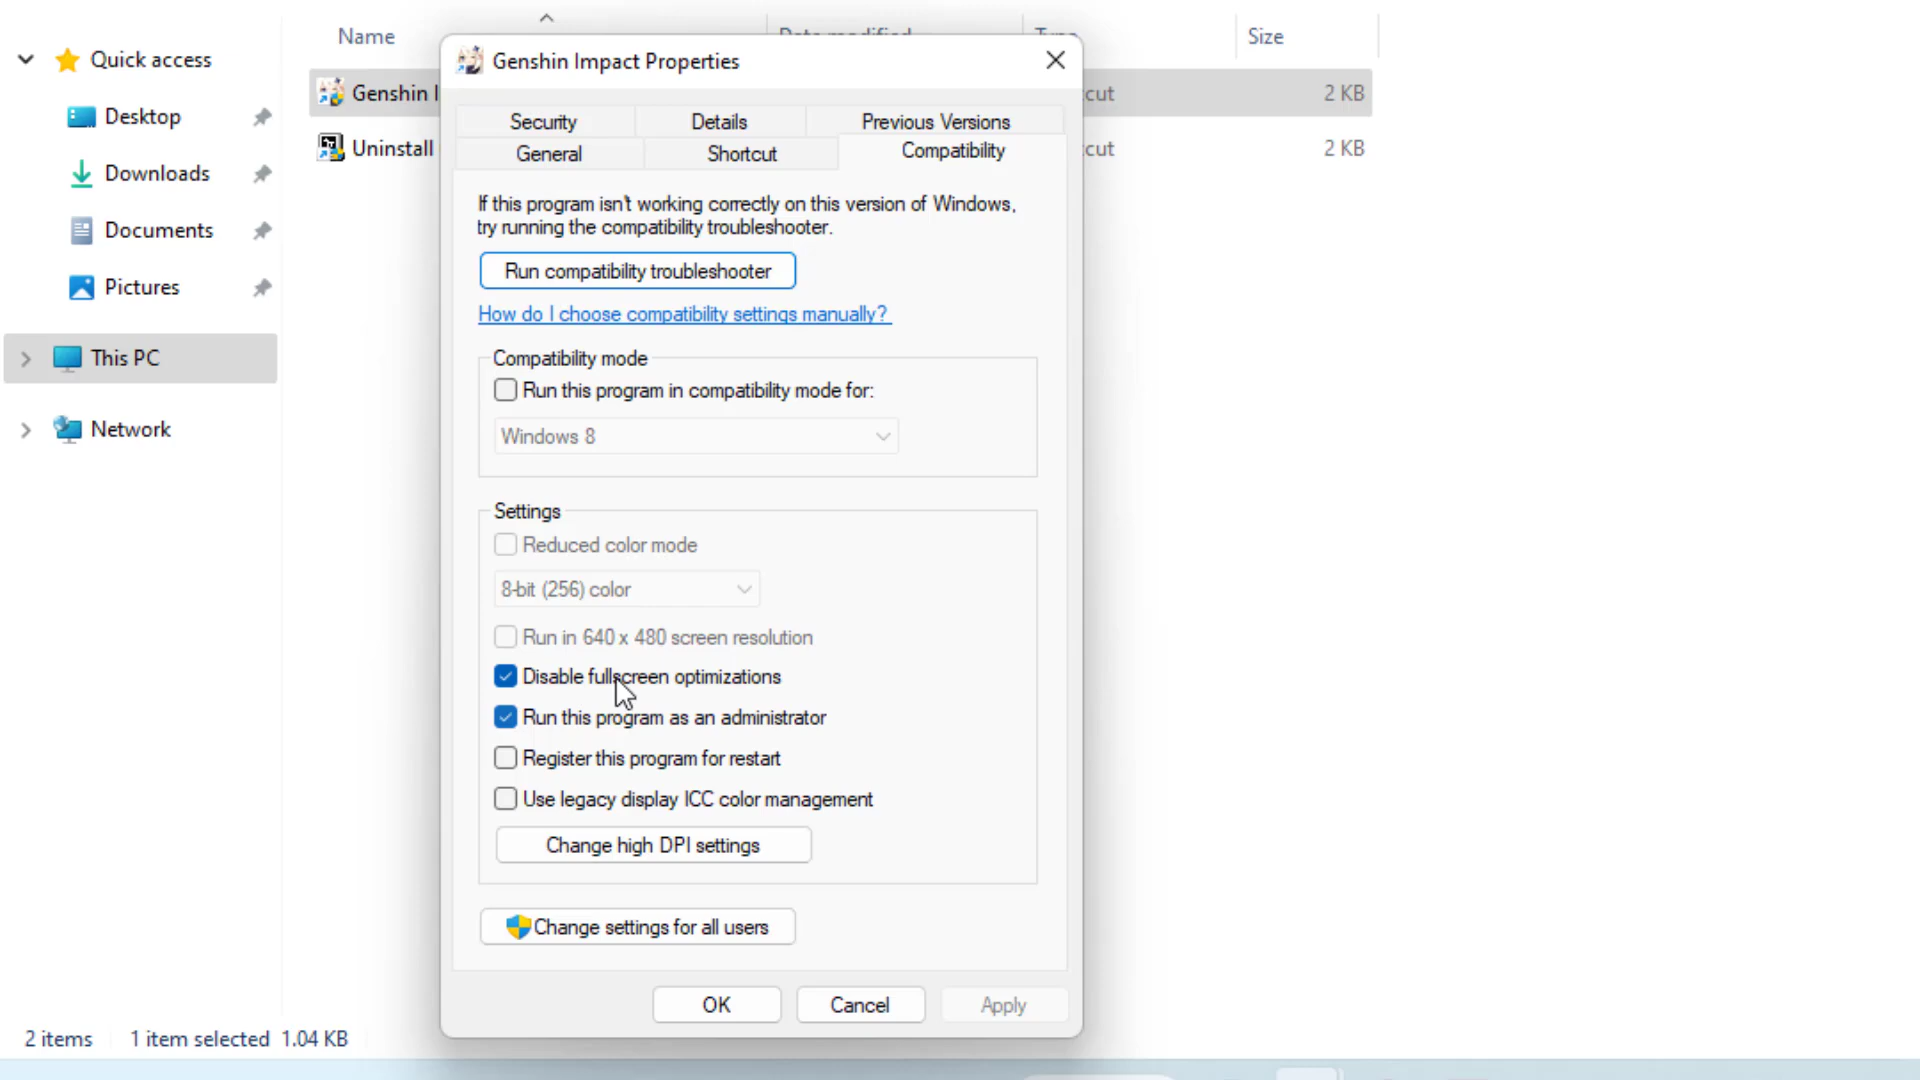 Name
Size
Quick access
Genshin I
cut
2 KB
Desktop
Uninstall
cut
2 KB
Downloads
Documents
Pictures
This PC
Network
Genshin Impact Properties
Security
Details
Previous Versions
General
Shortcut
Compatibility
If this program isn't working correctly on this version of Windows,
try running the compatibility troubleshooter.
Run compatibility troubleshooter
How do I choose compatibility settings manually?
Compatibility mode
Run this program in compatibility mode for:
Windows 8
Settings
Reduced color mode
8-bit (256) color
Run in 640 x 480 screen resolution
Disable fullscreen optimizations
Run this program as an administrator
Register this program for restart
Use legacy display ICC color management
Change high DPI settings
Change settings for all users
OK
Cancel
Apply
2 items
1 item selected 1.04 KB